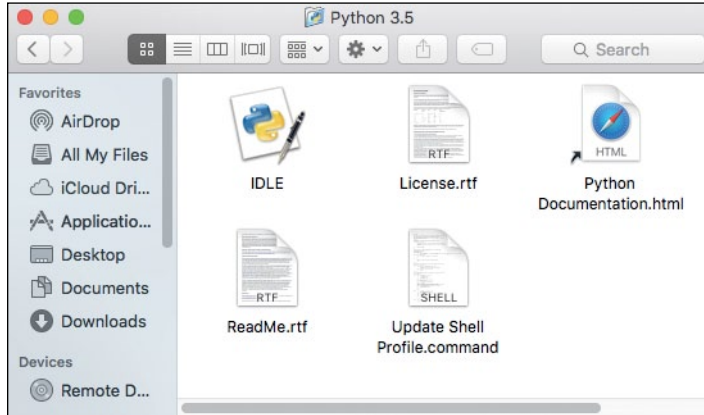 Python 3.5
Search
Favorites
AirDrop
All My Files
iCloud Dri...
Applicatio...
Desktop
Documents
Downloads
Devices
Remote D...
IDLE
RTF
License.rtf
HTML
Python
Documentation.html
RTF
ReadMe.rtf
SHELL
Update Shell
Profile.command